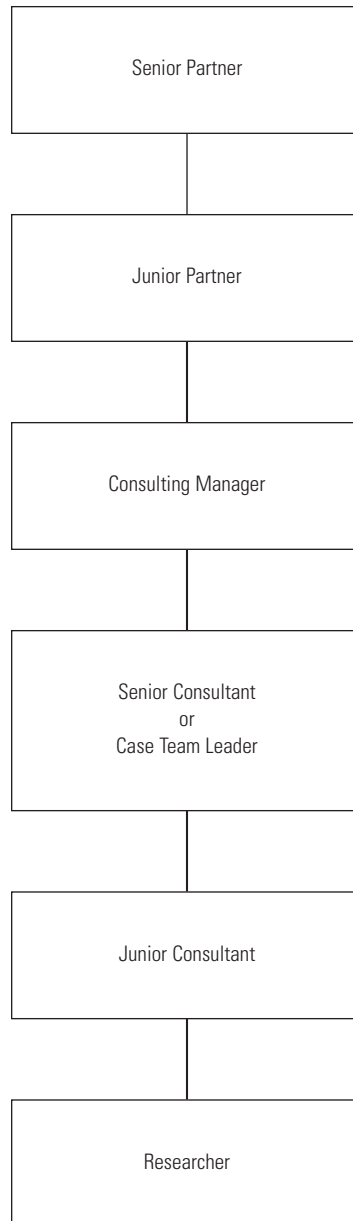 Senior Partner
Junior Partner
Consulting Manager
Senior Consultant
or
Case Team Leader
Junior Consultant
Researcher